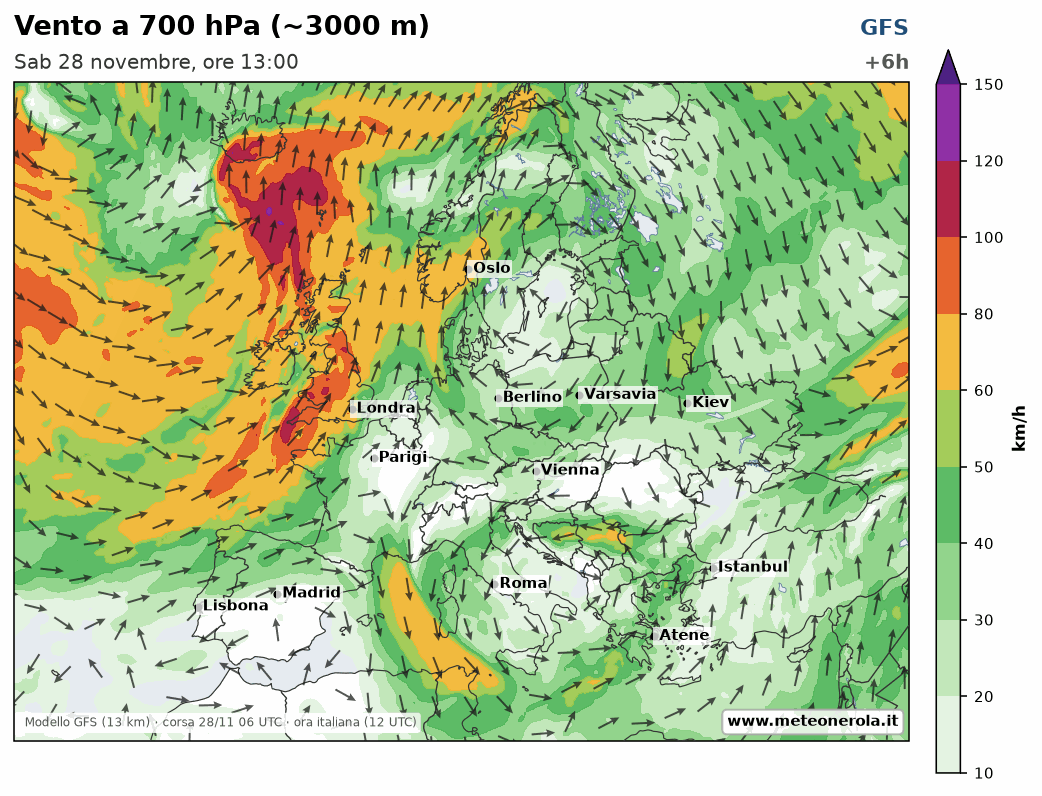 Vento a 700 hPa (~3000 m)
GFS
Sab 28 novembre, ore 13:00
+6h
150
120
100
80
60
50
40
30
20
10
km/h
Oslo
Londra
Berlino
Varsavia
Kiev
Parigi
Vienna
Lisbona
Madrid
Roma
Istanbul
Atene
Modello GFS (13 km) · corsa 28/11 06 UTC · ora italiana (12 UTC)
www.meteonerola.it